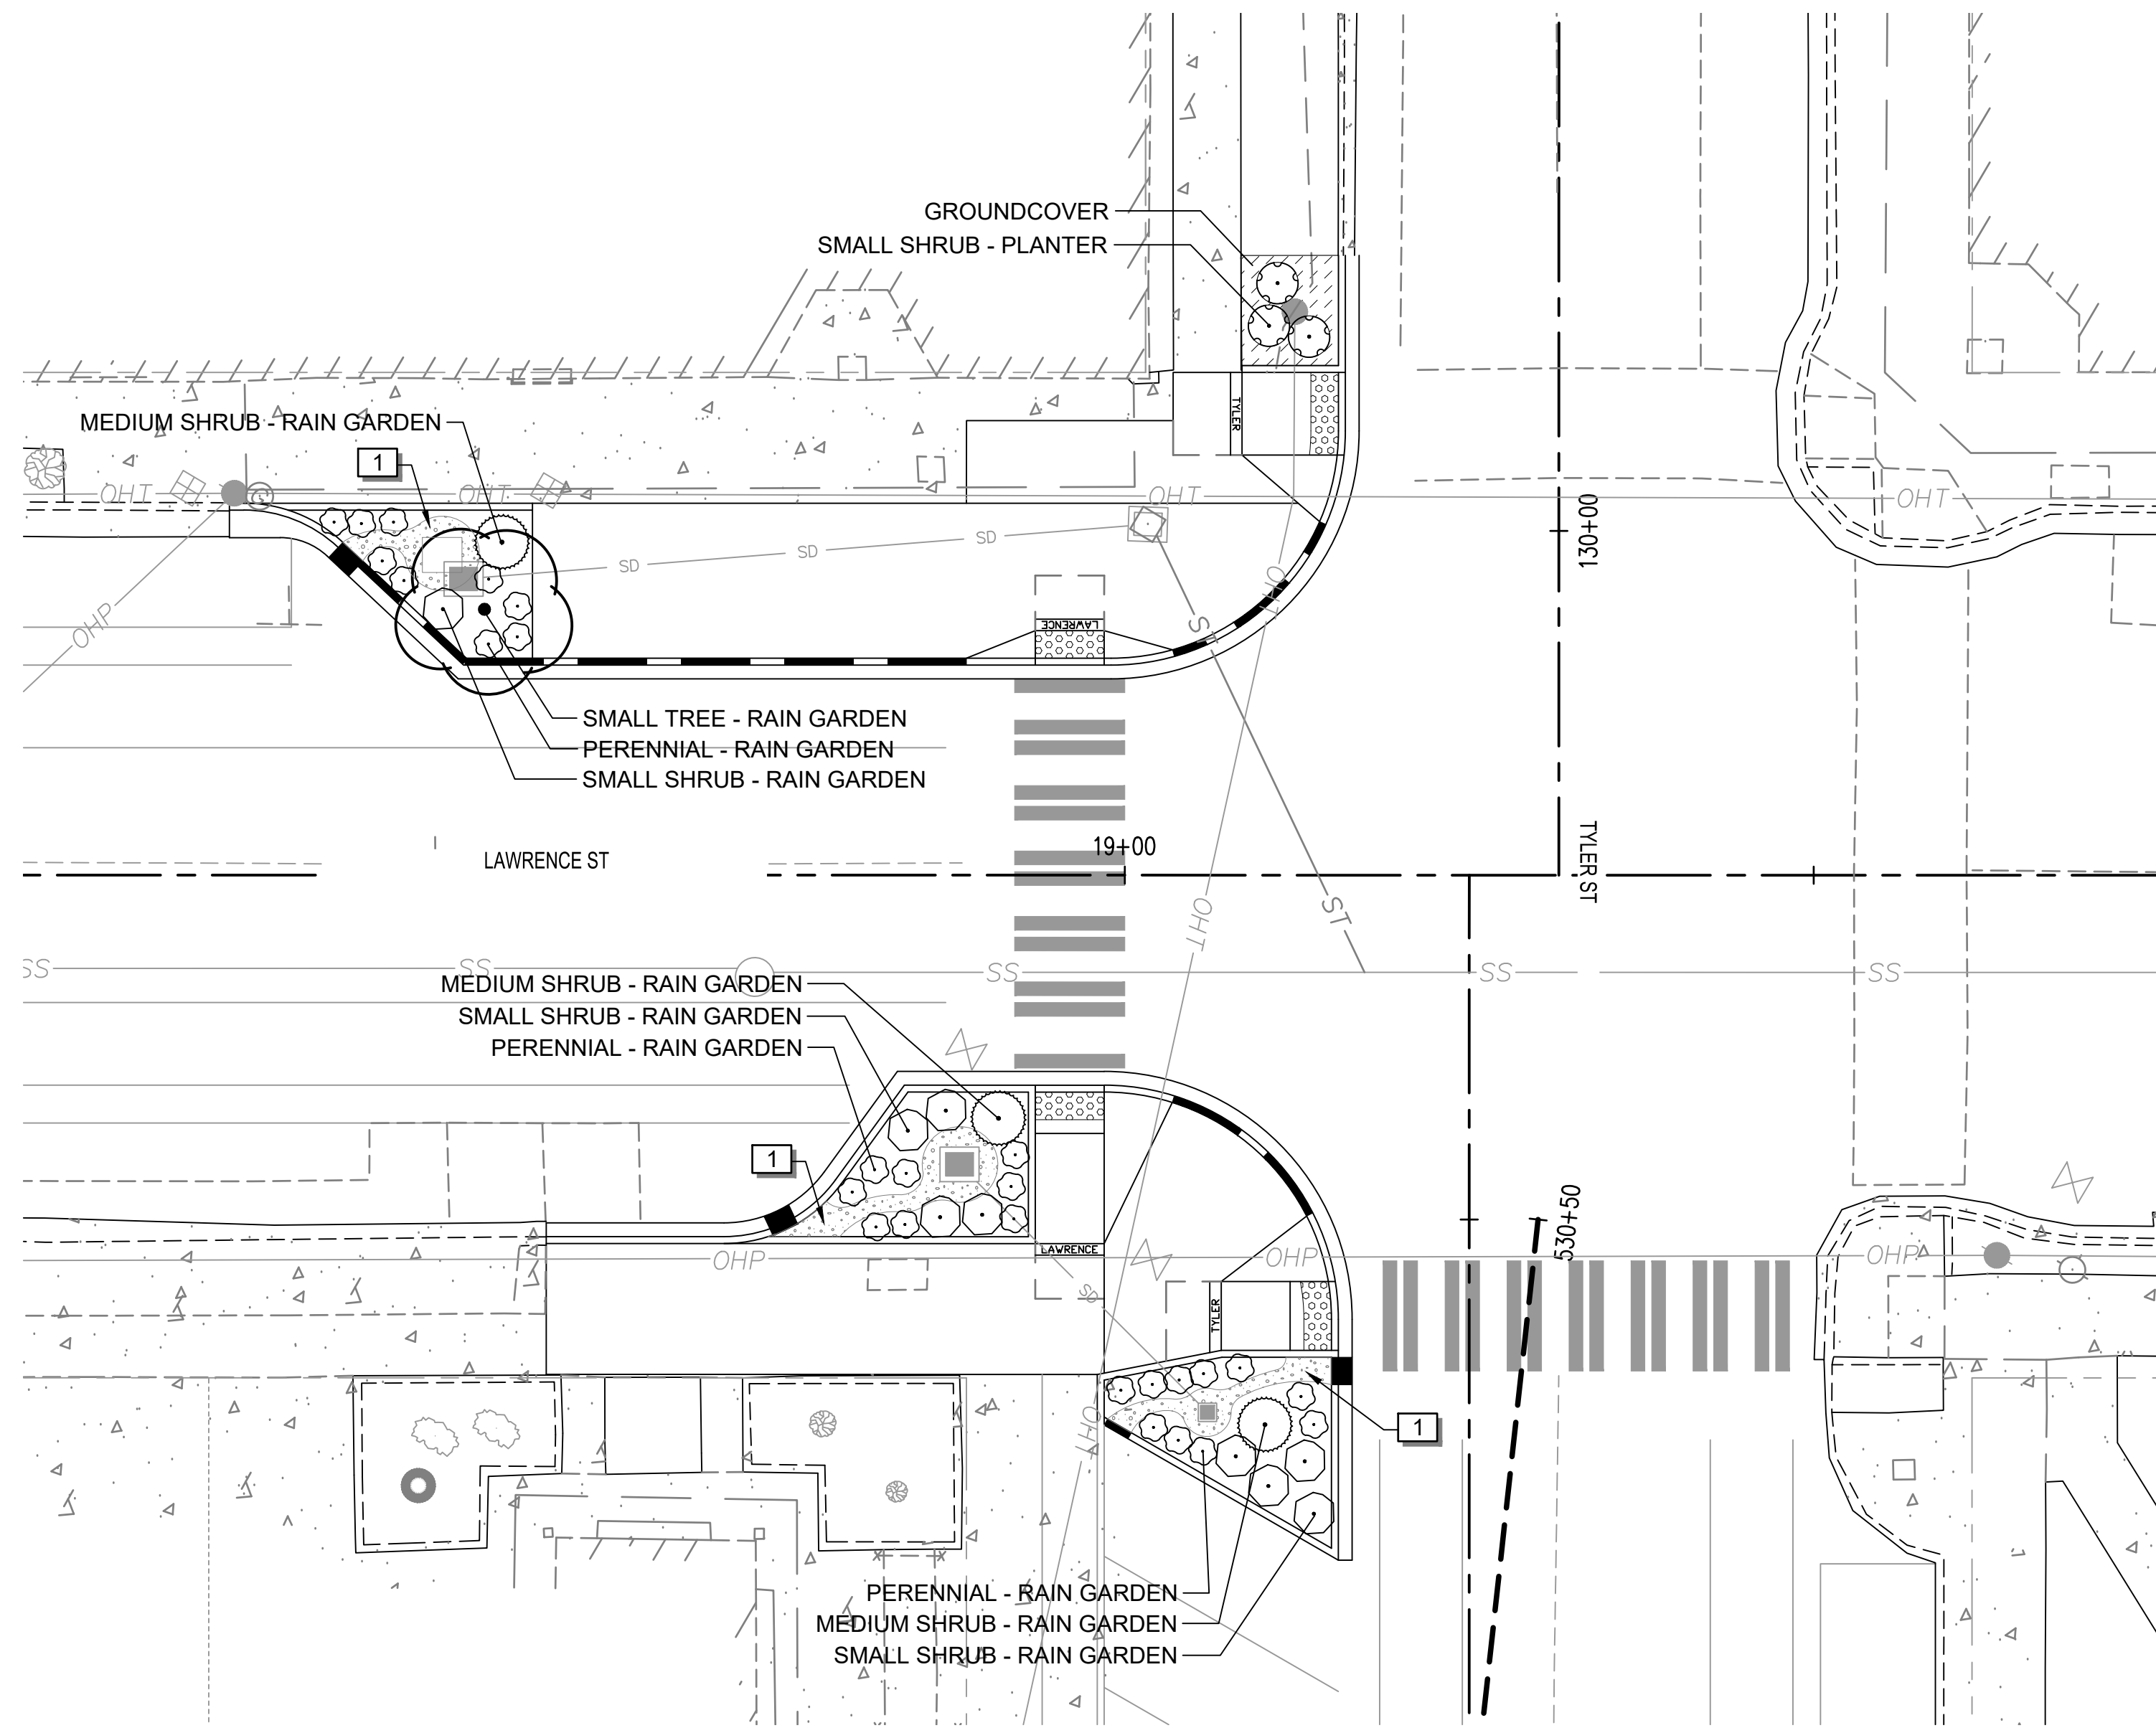 GROUNDCOVER
SMALL SHRUB - PLANTER
TYLER
MEDIUM SHRUB - RAIN GARDEN
1
OHT
OHT
OHT
OHT
130+00
SD
SD
SD
OHP
OHT
LAWRENCE
ST
SMALL TREE - RAIN GARDEN
PERENNIAL - RAIN GARDEN
SMALL SHRUB - RAIN GARDEN
LAWRENCE ST
19+00
TYLER ST
OHT
ST
SS
SS
SS
SS
SS
MEDIUM SHRUB - RAIN GARDEN
SMALL SHRUB - RAIN GARDEN
PERENNIAL - RAIN GARDEN
1
530+50
LAWRENCE
OHP
OHP
OHP
SD
TYLER
1
OHT
PERENNIAL - RAIN GARDEN
MEDIUM SHRUB - RAIN GARDEN
SMALL SHRUB - RAIN GARDEN